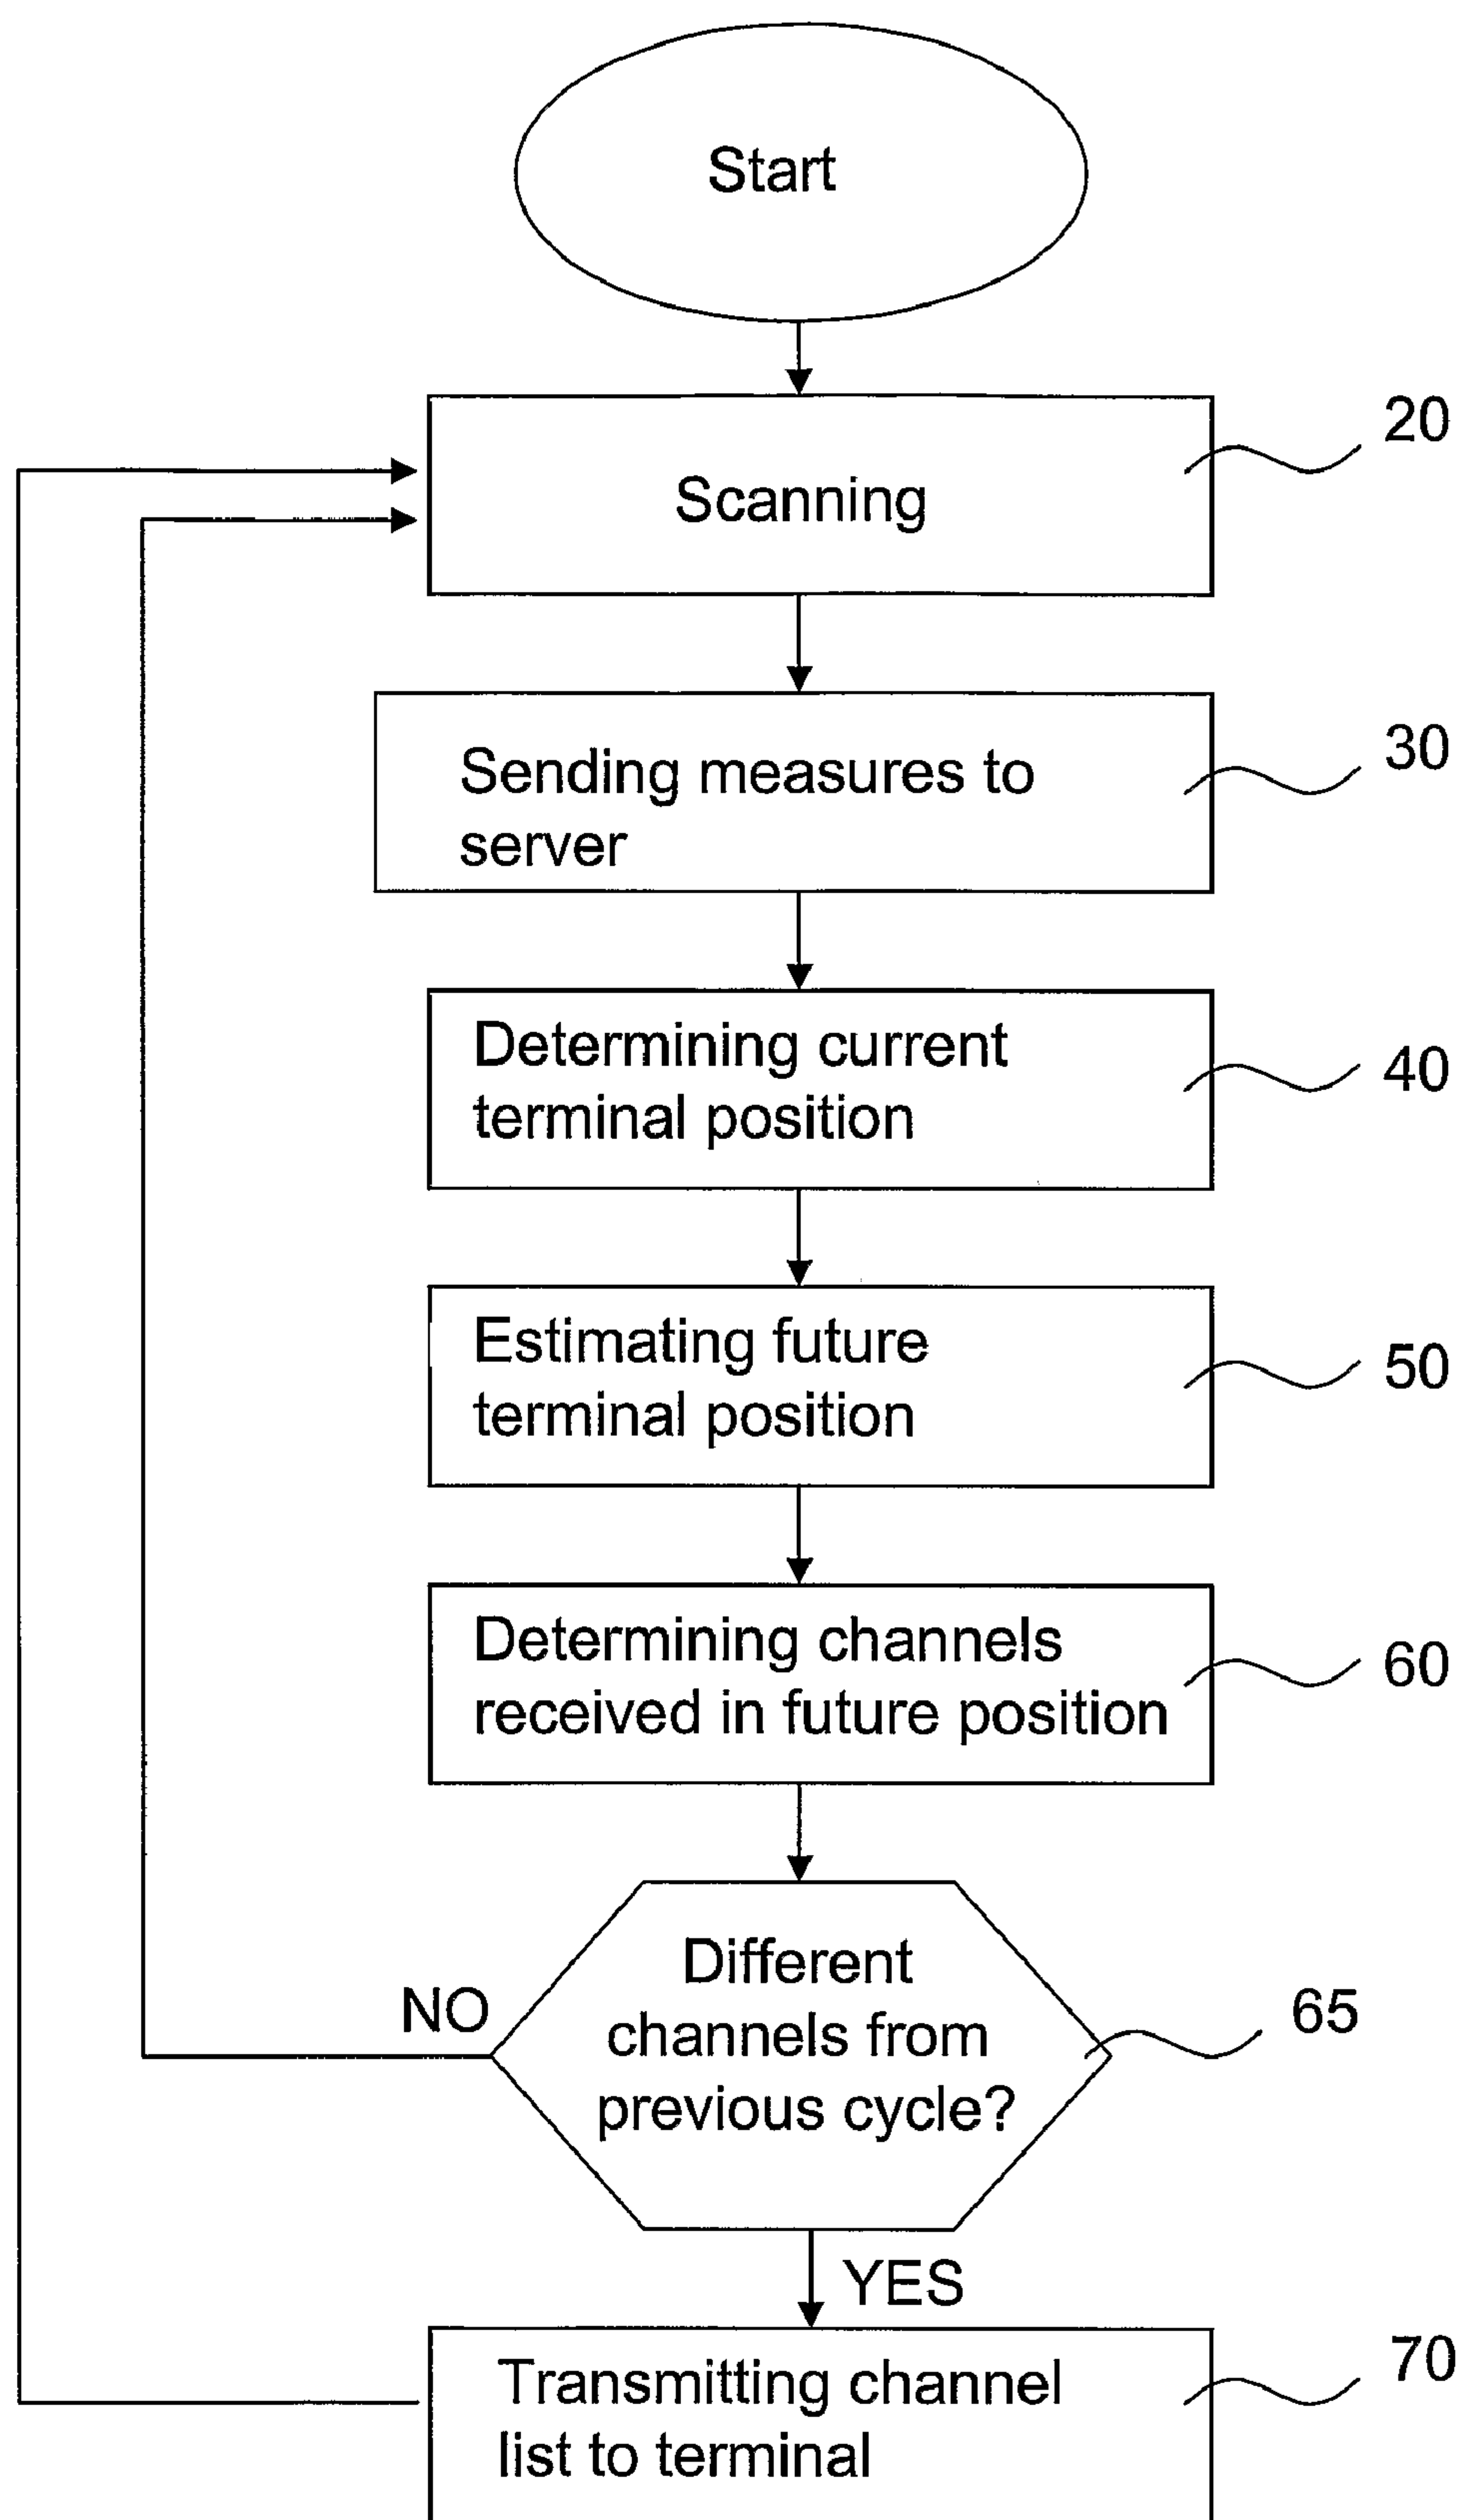 Start
20
Scanning
30
Sending measures to
server
Determining current
40
terminal position
Estimating future
50
terminal position
Determining channels
60
received in future position
Different
NO
65
channels from
previous cycle?
YES
70
Transmitting channel
list to terminal